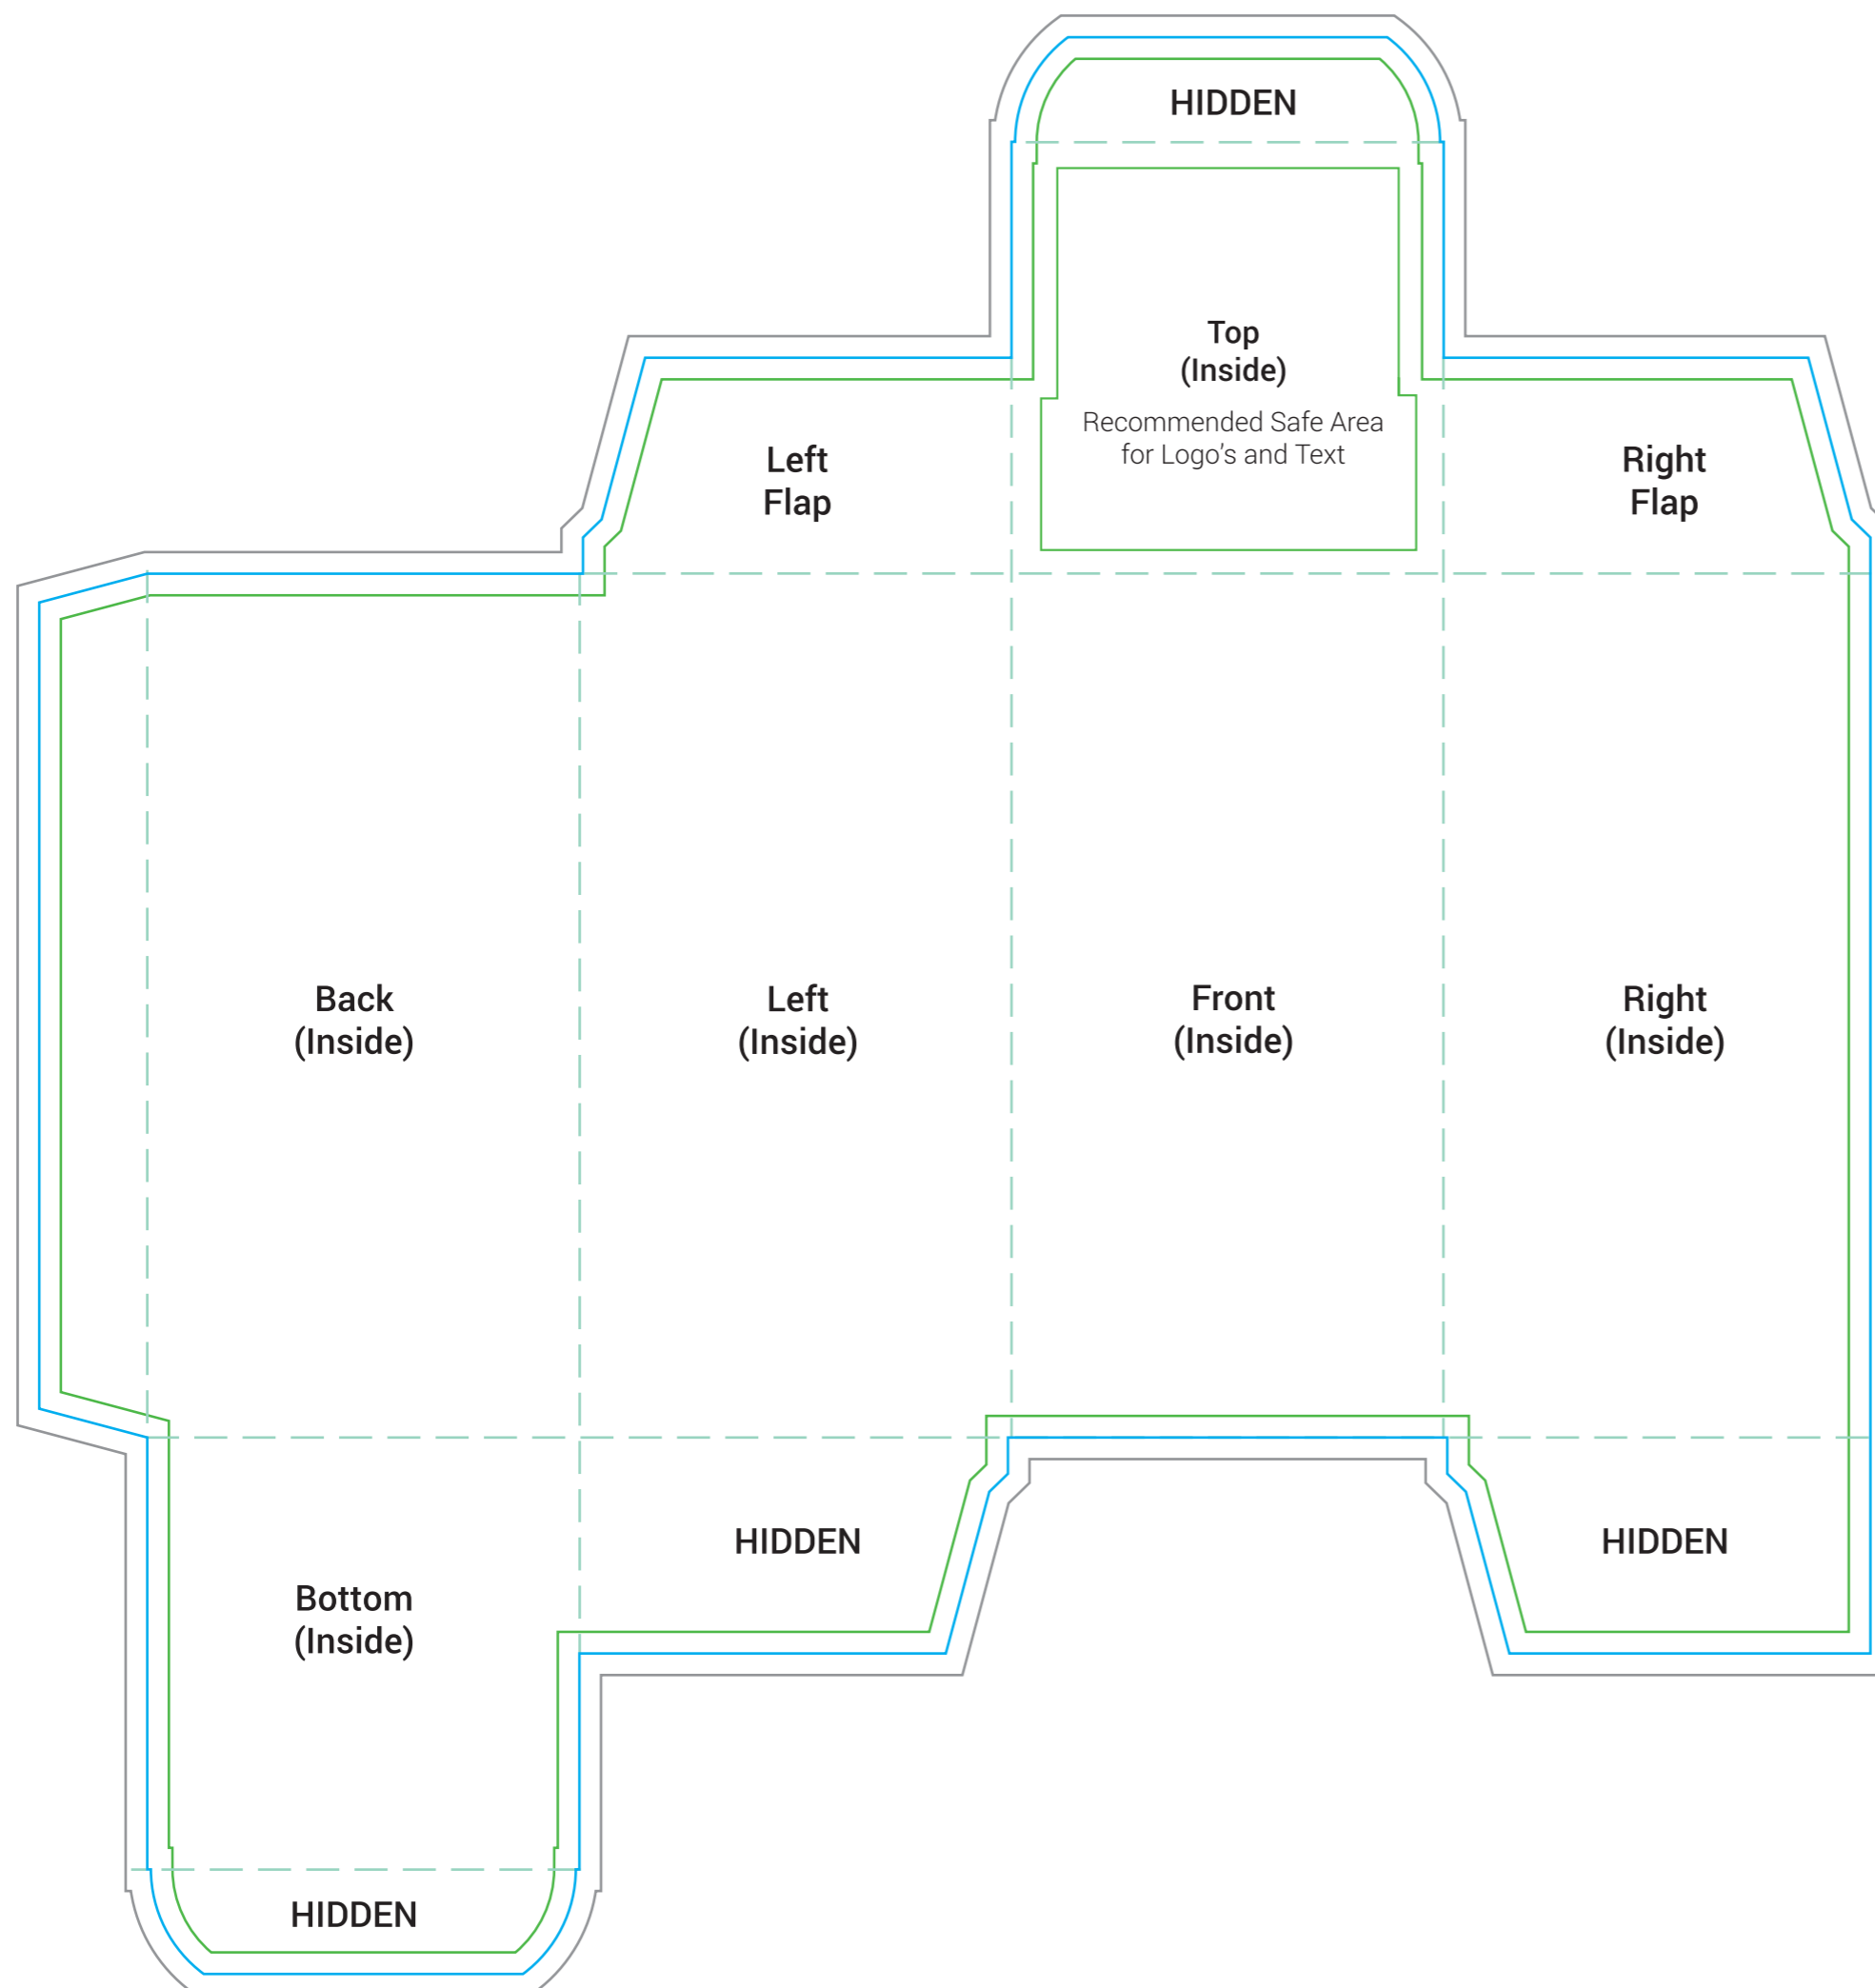 HIDDEN
Top
(Inside)
Recommended Safe Area
for Logo's and Text
Left
Flap
Right
Flap
Back
(Inside)
Left
(Inside)
Front
(Inside)
Right
(Inside)
HIDDEN
HIDDEN
Bottom
(Inside)
HIDDEN